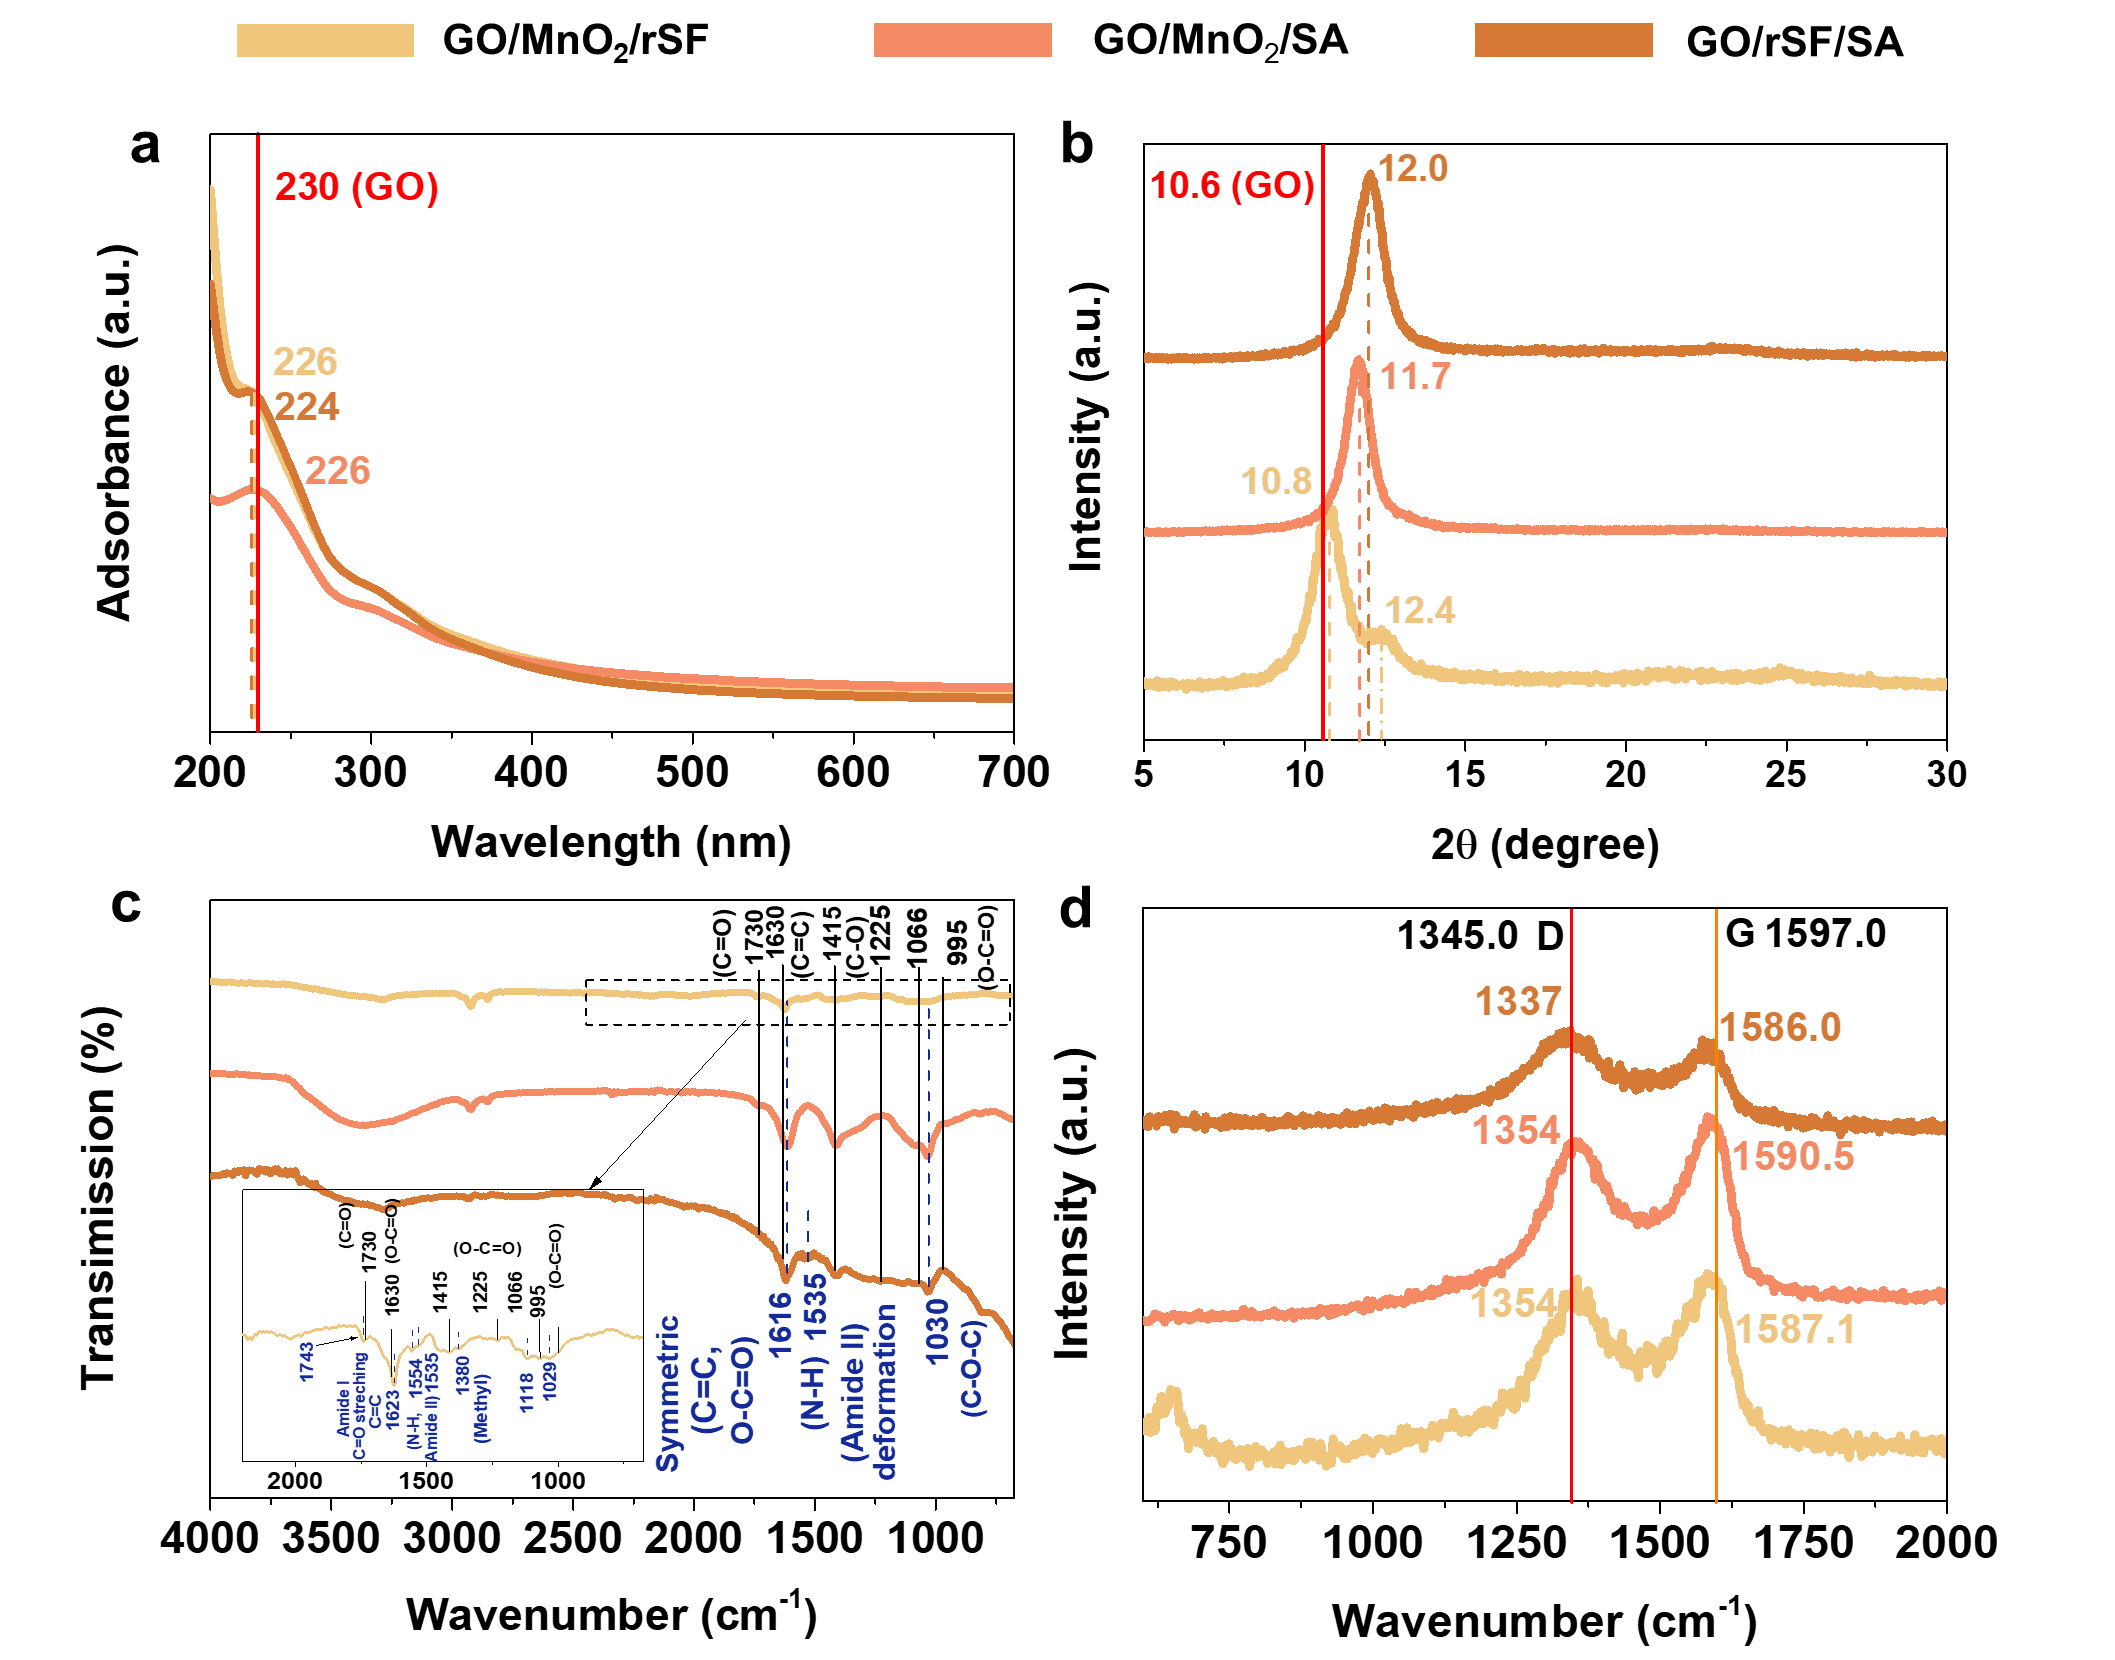 GO/MnO2/rSF
GO/MnO2/SA
GO/rSF/SA
a
230 (GO)
226
224
226
Adsorbance (a.u.)
200 300 400 500 600 700
Wavelength (nm)
b
10.6 (GO)
12.0
11.7
10.8
12.4
Intensity (a.u.)
5 10 15 20 25 30
2θ (degree)
c
(C=O)
1730
1630
(C=C)
1415
(C-O)
1225
1066
995
(O-C=O)
Transimission (%)
(C=O)
1730
1630 (O-C=O)
1415
(O-C=O)
1225
1066
995
(O-C=O)
1743
Amide I
C=O streching
C=C
1623
(N-H, 1554
Amide II) 1535
1380
(Methyl)
1118
1029
2000 1500 1000
Symmetric
(C=C,
O-C=O)
1616
(N-H) 1535
(Amide II)
deformation
1030
(C-O-C)
4000 3500 3000 2500 2000 1500 1000
Wavenumber (cm-1)
d
1345.0 D
G 1597.0
1337
1586.0
1354
1590.5
1354
1587.1
Intensity (a.u.)
750 1000 1250 1500 1750 2000
Wavenumber (cm-1)